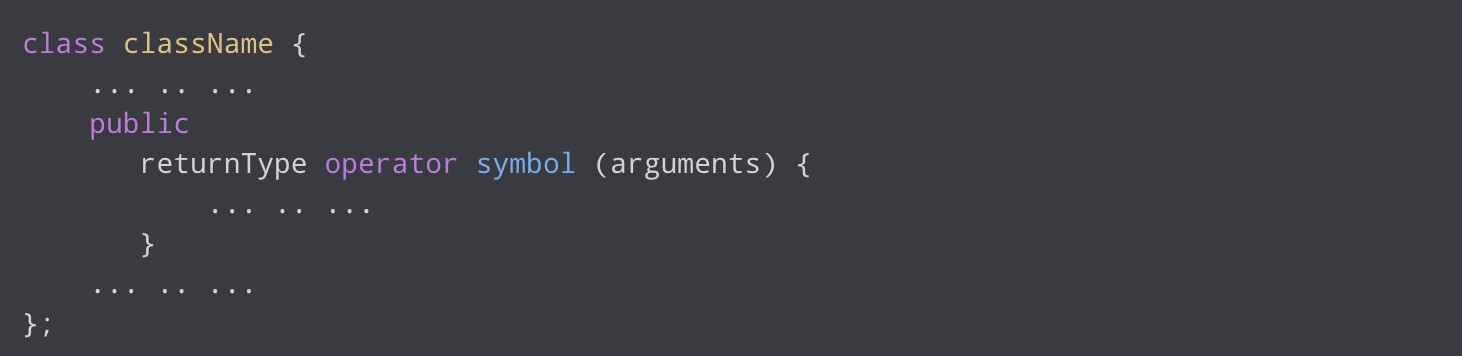 class className {
... .. ...
public
returnType operator symbol (arguments) {
... .. ...
}
... .. ...
};